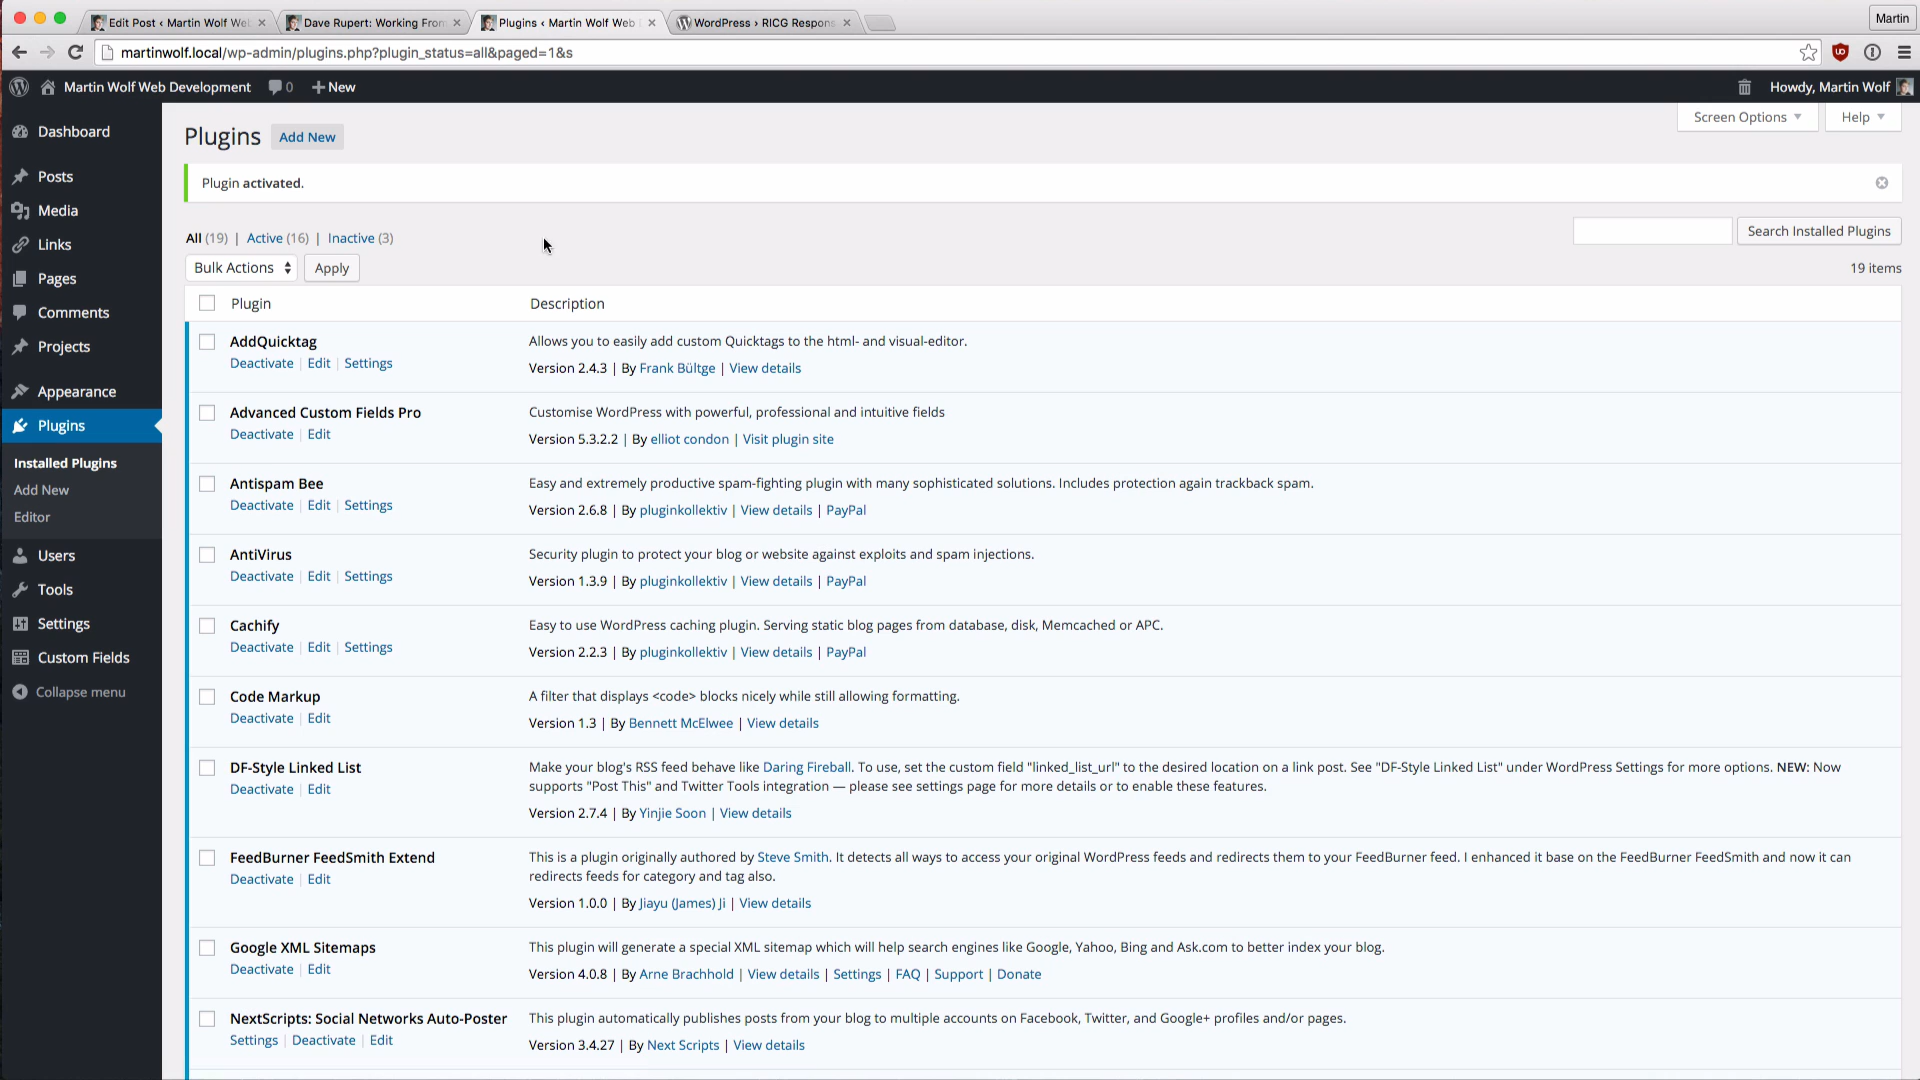 Edit Post ‹ Martin Wolf We
Dave Rupert: Working Fron
Plugins ‹ Martin Wolf Web
WordPress › RICG Respons
Martin
martinwolf.local/wp-admin/plugins.php?plugin_status=all&paged=1&s
Martin Wolf Web Development
0
New
Howdy, Martin Wolf
Dashboard
Posts
Media
Links
Pages
Comments
Projects
Appearance
Plugins
Installed Plugins
Add New
Editor
Users
Tools
Settings
Custom Fields
Collapse menu
Screen Options
Help
Plugins
Add New
Plugin activated.
All (19) | Active (16) | Inactive (3)
Search Installed Plugins
Bulk Actions
Apply
19 items
Plugin
Description
AddQuicktag
Deactivate | Edit | Settings
Allows you to easily add custom Quicktags to the html- and visual-editor.
Version 2.4.3 | By Frank Bültge | View details
Advanced Custom Fields Pro
Deactivate | Edit
Customise WordPress with powerful, professional and intuitive fields
Version 5.3.2.2 | By elliot condon | Visit plugin site
Antispam Bee
Deactivate | Edit | Settings
Easy and extremely productive spam-fighting plugin with many sophisticated solutions. Includes protection again trackback spam.
Version 2.6.8 | By pluginkollektiv | View details | PayPal
AntiVirus
Deactivate | Edit | Settings
Security plugin to protect your blog or website against exploits and spam injections.
Version 1.3.9 | By pluginkollektiv | View details | PayPal
Cachify
Deactivate | Edit | Settings
Easy to use WordPress caching plugin. Serving static blog pages from database, disk, Memcached or APC.
Version 2.2.3 | By pluginkollektiv | View details | PayPal
Code Markup
Deactivate | Edit
A filter that displays <code> blocks nicely while still allowing formatting.
Version 1.3 | By Bennett McElwee | View details
DF-Style Linked List
Deactivate | Edit
Make your blog's RSS feed behave like Daring Fireball. To use, set the custom field "linked_list_url" to the desired location on a link post. See "DF-Style Linked List" under WordPress Settings for more options. NEW: Now
supports "Post This" and Twitter Tools integration — please see settings page for more details or to enable these features.
Version 2.7.4 | By Yinjie Soon | View details
FeedBurner FeedSmith Extend
Deactivate | Edit
This is a plugin originally authored by Steve Smith. It detects all ways to access your original WordPress feeds and redirects them to your FeedBurner feed. I enhanced it base on the FeedBurner FeedSmith and now it can
redirects feeds for category and tag also.
Version 1.0.0 | By Jiayu (James) Ji | View details
Google XML Sitemaps
Deactivate | Edit
This plugin will generate a special XML sitemap which will help search engines like Google, Yahoo, Bing and Ask.com to better index your blog.
Version 4.0.8 | By Arne Brachhold | View details | Settings | FAQ | Support | Donate
NextScripts: Social Networks Auto-Poster
Settings | Deactivate | Edit
This plugin automatically publishes posts from your blog to multiple accounts on Facebook, Twitter, and Google+ profiles and/or pages.
Version 3.4.27 | By Next Scripts | View details